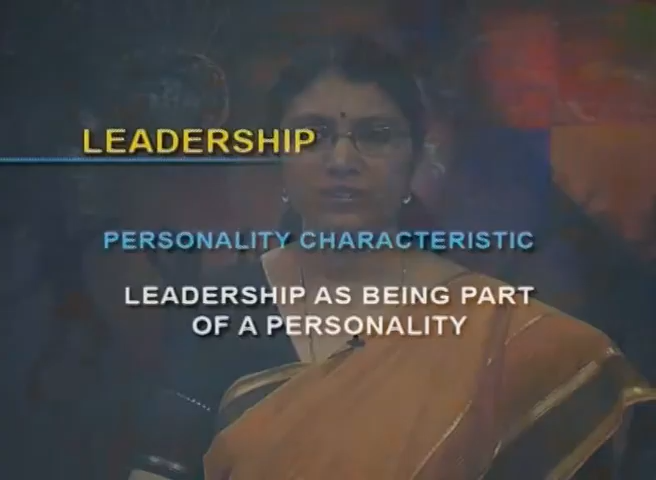 LEADERSHIP
PERSONALITY CHARACTERISTIC
LEADERSHIP AS BEING PART
OF A PERSONALITY